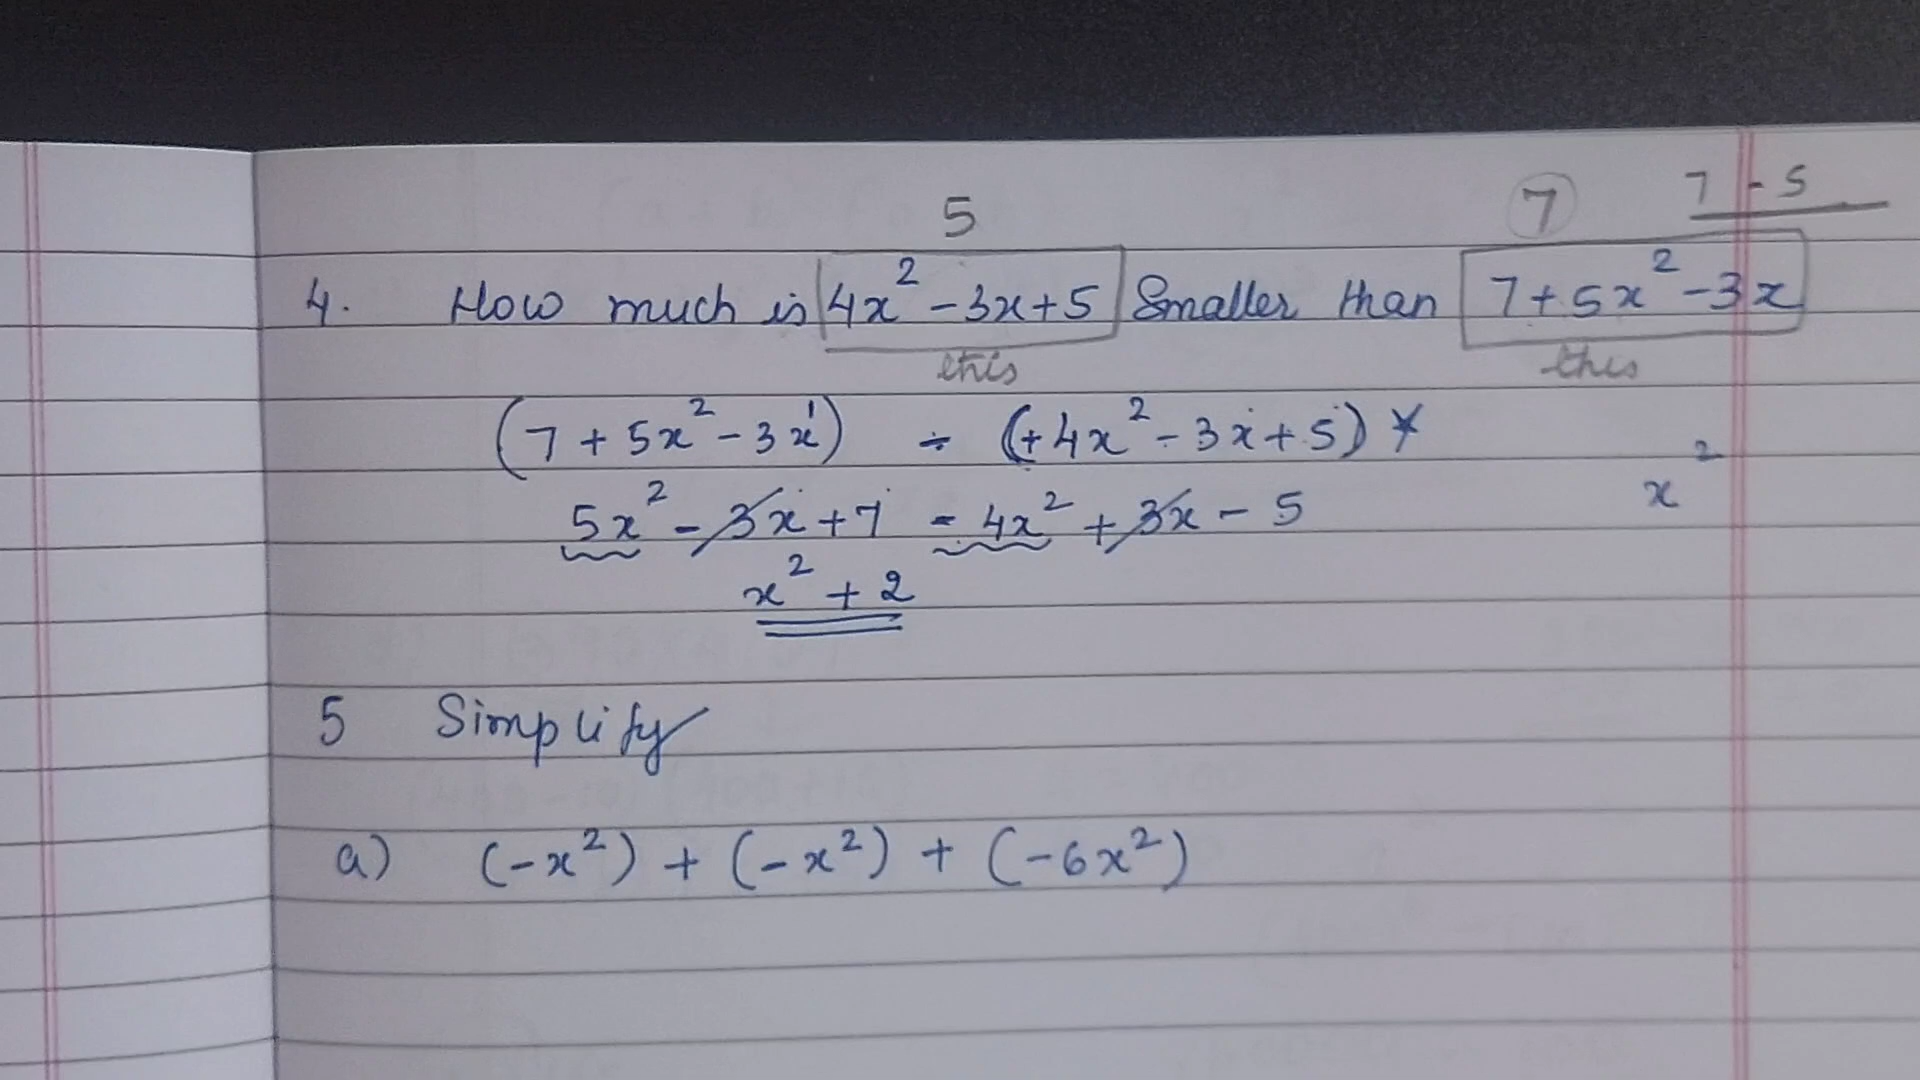 5 7 7 - 5
4. How much is 4x² - 3x + 5 Smaller than 7 + 5x² - 3x
this this
(7 + 5x² - 3x¹) - (+4x² - 3x + 5) *
x²
5x² - 3x + 7 - 4x² + 3x - 5
x² + 2
5 Simplify
a) (-x²) + (-x²) + (-6x²)